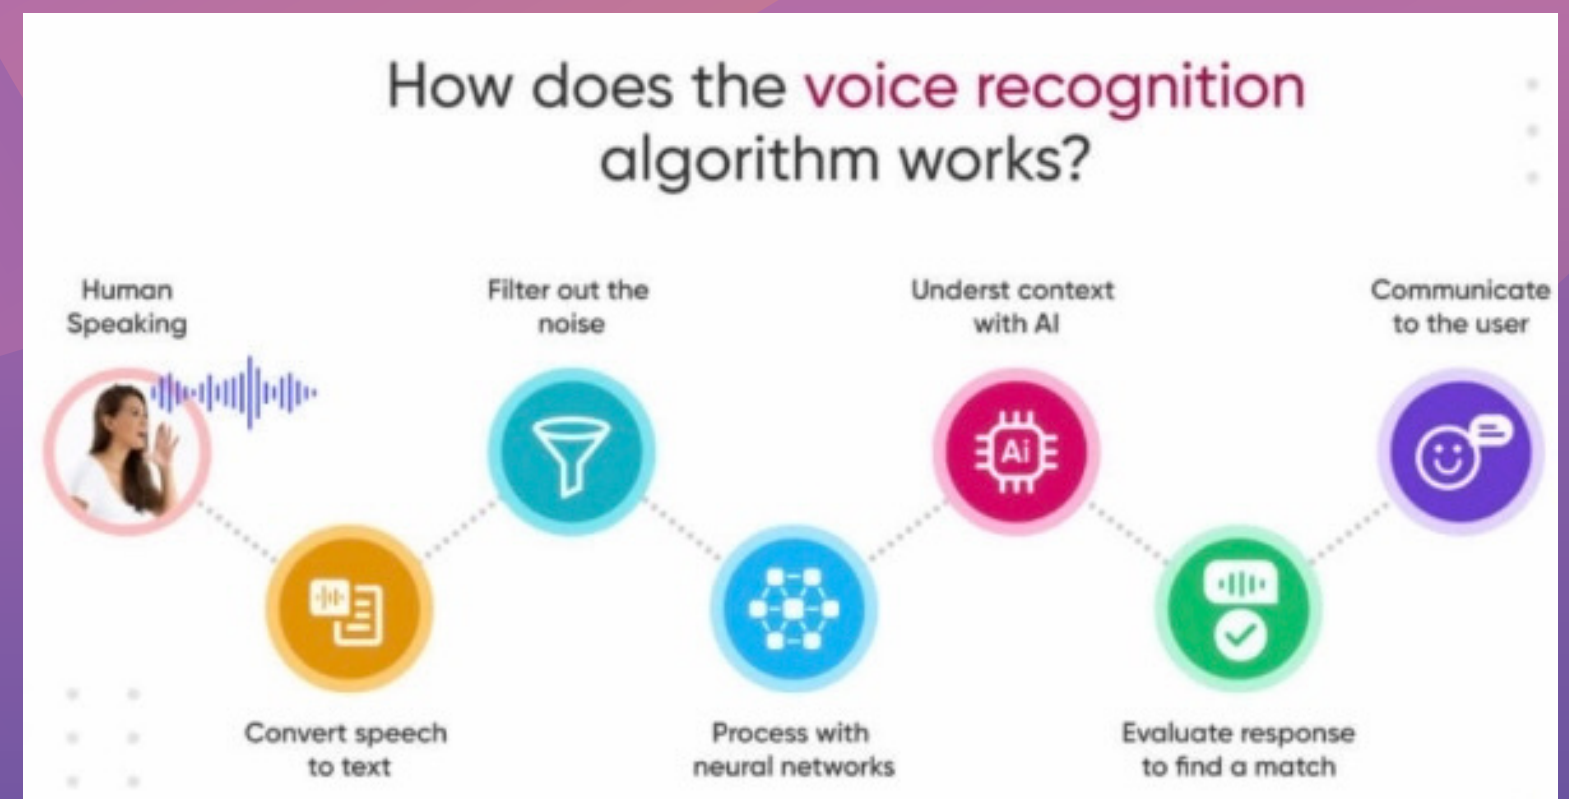 How does the voice recognition
algorithm works?
Human
Speaking
Convert speech
to text
Filter out the
noise
Process with
neural networks
Underst context
with AI
Ai
Evaluate response
to find a match
Communicate
to the user